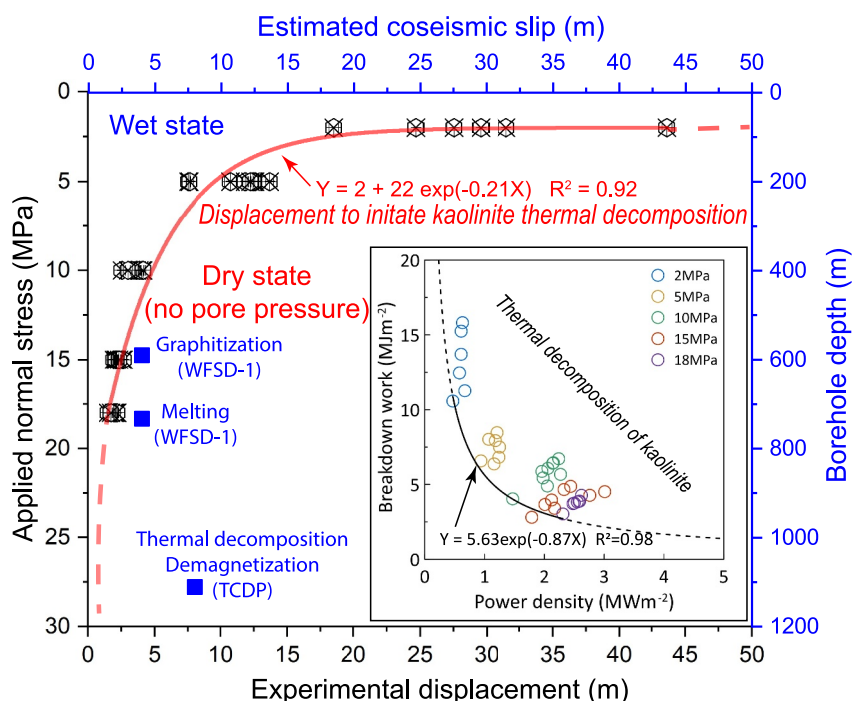 Estimated coseismic slip (m)
0 5 10 15 20 25 30 35 40 45 50
0
5
10
15
20
25
30
Applied normal stress (MPa)
Wet state
Y = 2 + 22 exp(-0.21X) R² = 0.92
Displacement to initate kaolinite thermal decomposition
Dry state
(no pore pressure)
Graphitization
(WFSD-1)
Melting
(WFSD-1)
Thermal decomposition
Demagnetization
(TCDP)
20
15
10
5
0
Breakdown work (MJm⁻²)
2MPa
5MPa
10MPa
15MPa
18MPa
Thermal decomposition of kaolinite
Y = 5.63exp(-0.87X) R²=0.98
0 1 2 3 4 5
Power density (MWm⁻²)
0
200
400
600
800
1000
1200
Borehole depth (m)
0 5 10 15 20 25 30 35 40 45 50
Experimental displacement (m)